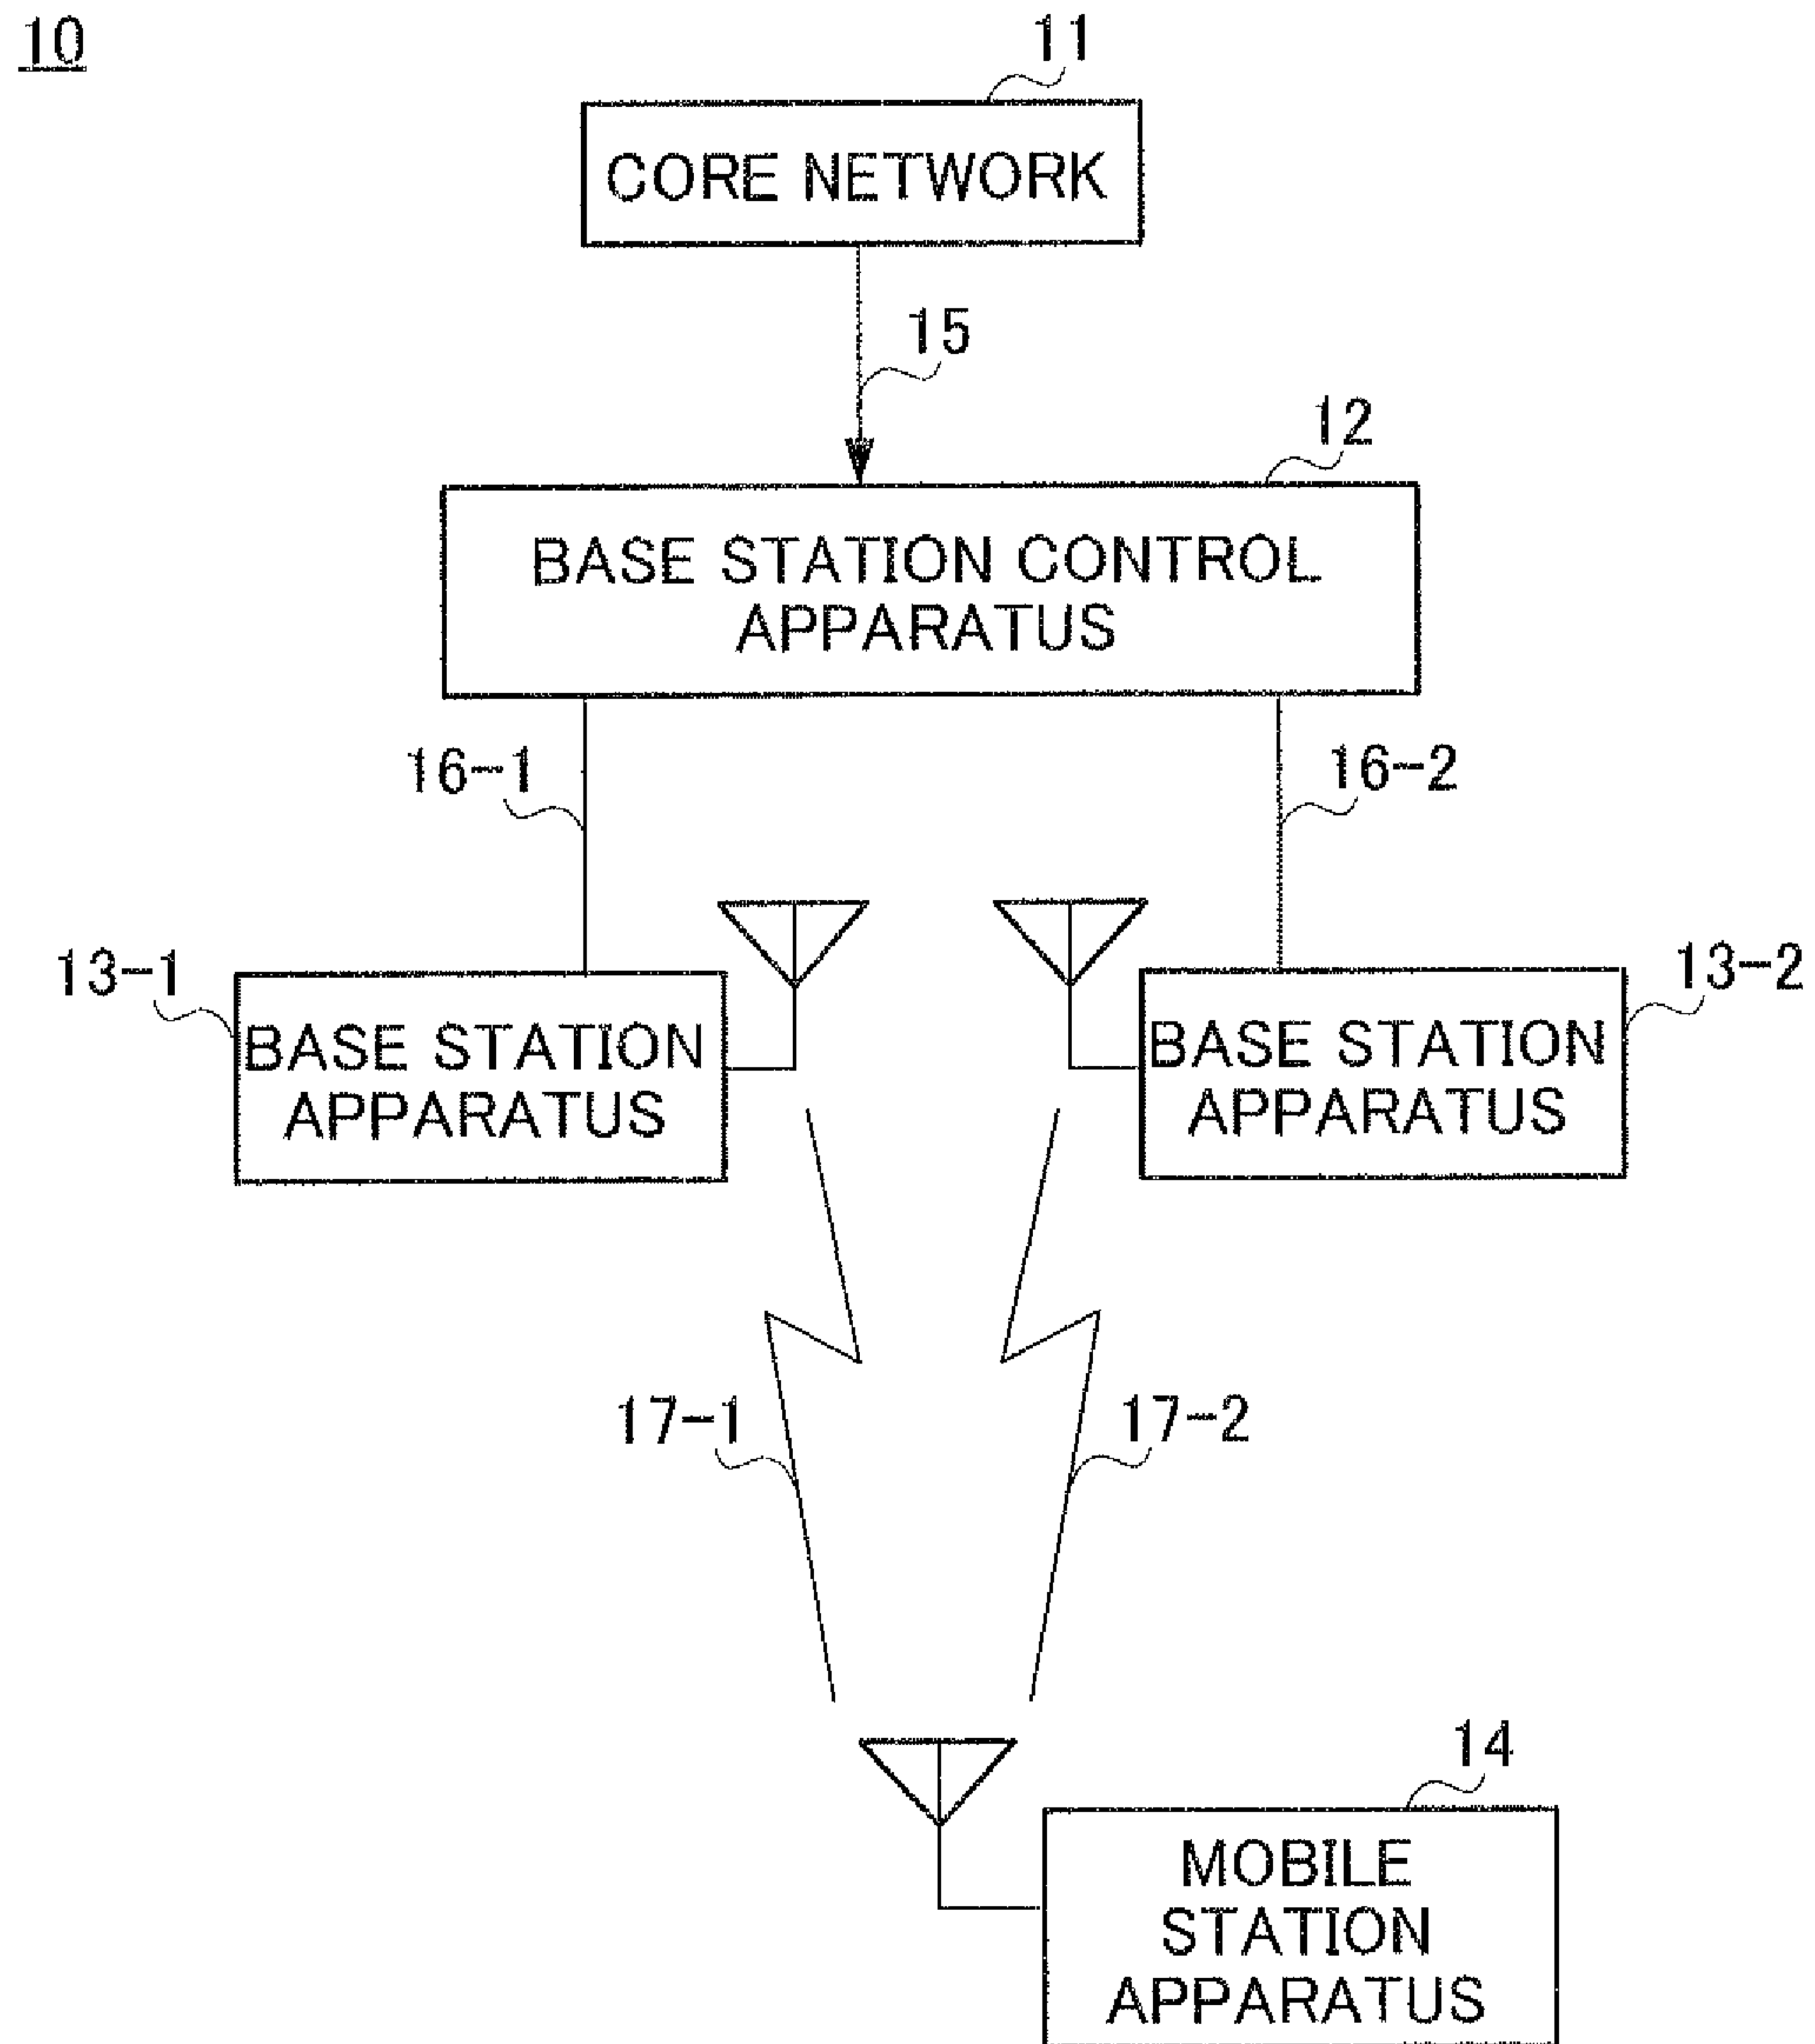 10
11
CORE NETWORK
15
12
BASE STATION CONTROL
APPARATUS
16-1
16-2
13-1
13-2
BASE STATION
APPARATUS
BASE STATION
APPARATUS
17-1
17-2
14
MOBILE
STATION
APPARATUS